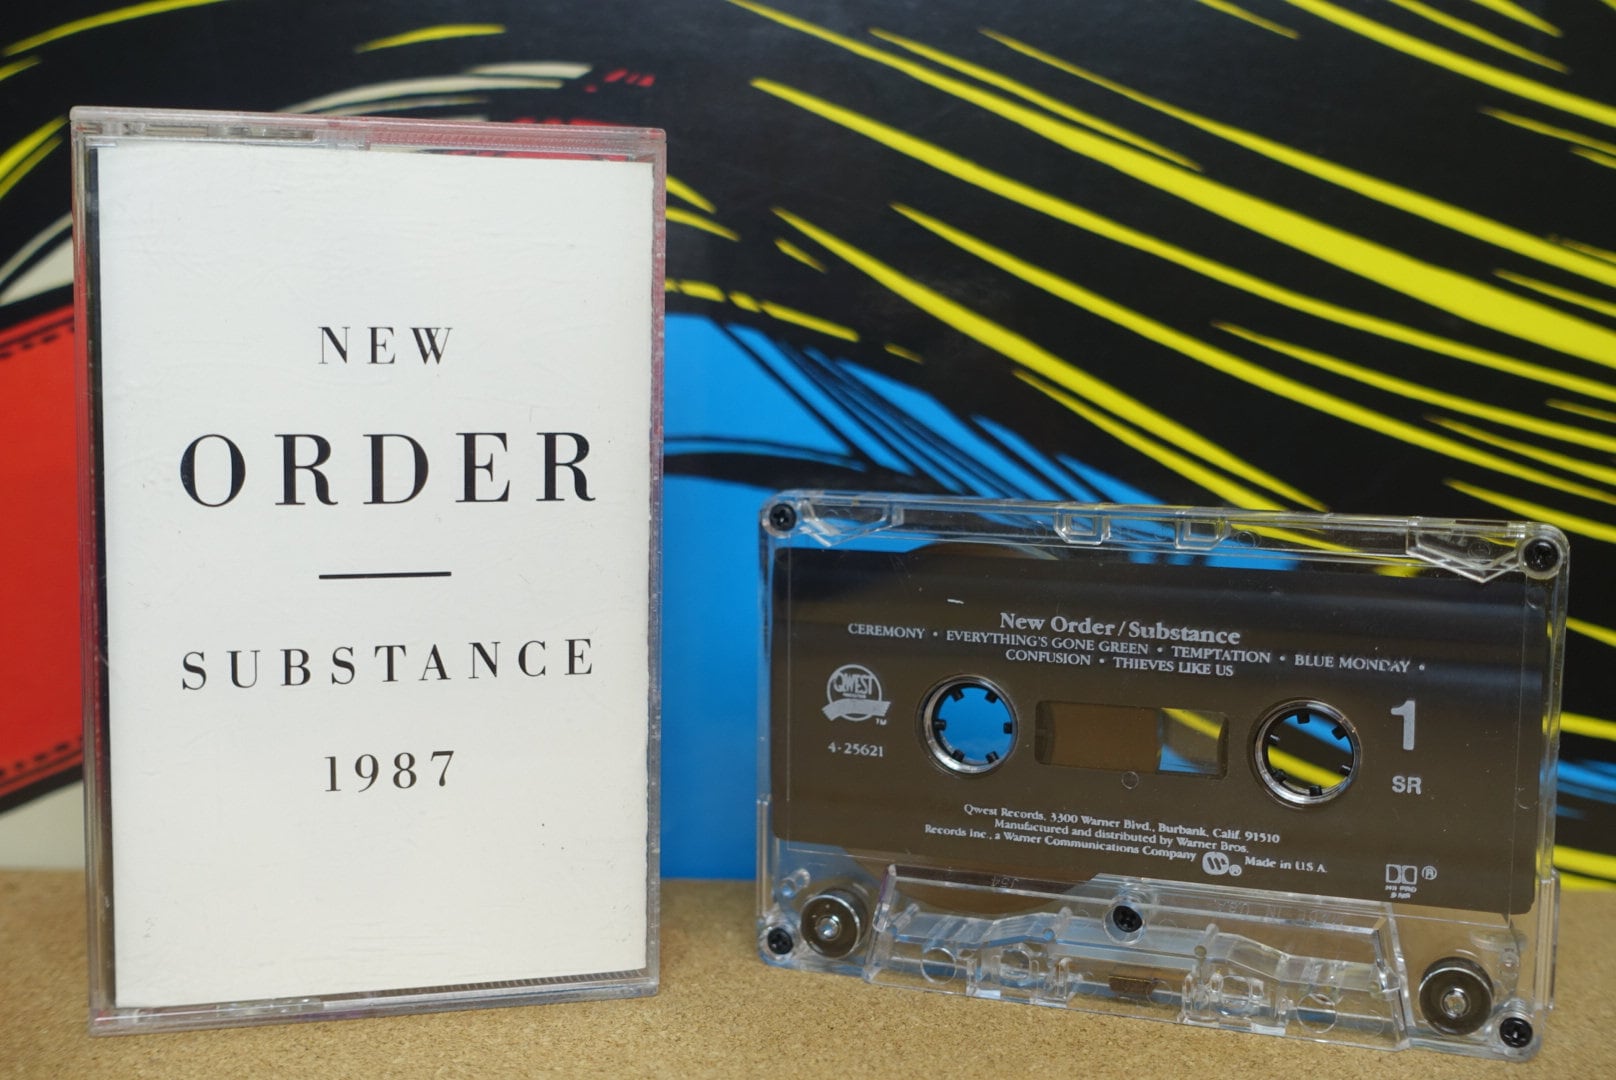 NEW
ORDER
SUBSTANCE
1987
New Order/Substance
CEREMONY • EVERYTHING'S GONE GREEN • TEMPTATION • BLUE MONDAY •
CONFUSION • THIEVES LIKE US
QWEST
TM
4-25621
1
SR
Qwest Records, 3300 Warner Blvd., Burbank, Calif. 91510
Manufactured and distributed by Warner Bros.
Records Inc., a Warner Communications Company ® Made in U.S.A.
®